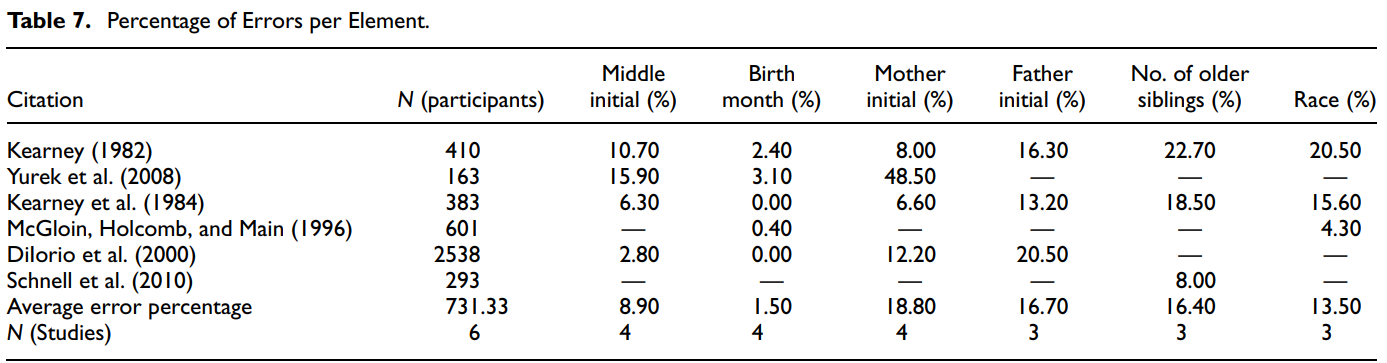 Table 7. Percentage of Errors per Element.
Citation N (participants) Middle initial (%) Birth month (%) Mother initial (%) Father initial (%) No. of older siblings (%) Race (%)
Kearney (1982) 410 10.70 2.40 8.00 16.30 22.70 20.50
Yurek et al. (2008) 163 15.90 3.10 48.50 — — —
Kearney et al. (1984) 383 6.30 0.00 6.60 13.20 18.50 15.60
McGloin, Holcomb, and Main (1996) 601 — 0.40 — — — 4.30
DiIorio et al. (2000) 2538 2.80 0.00 12.20 20.50 — —
Schnell et al. (2010) 293 — — — — 8.00 —
Average error percentage 731.33 8.90 1.50 18.80 16.70 16.40 13.50
N (Studies) 6 4 4 4 3 3 3